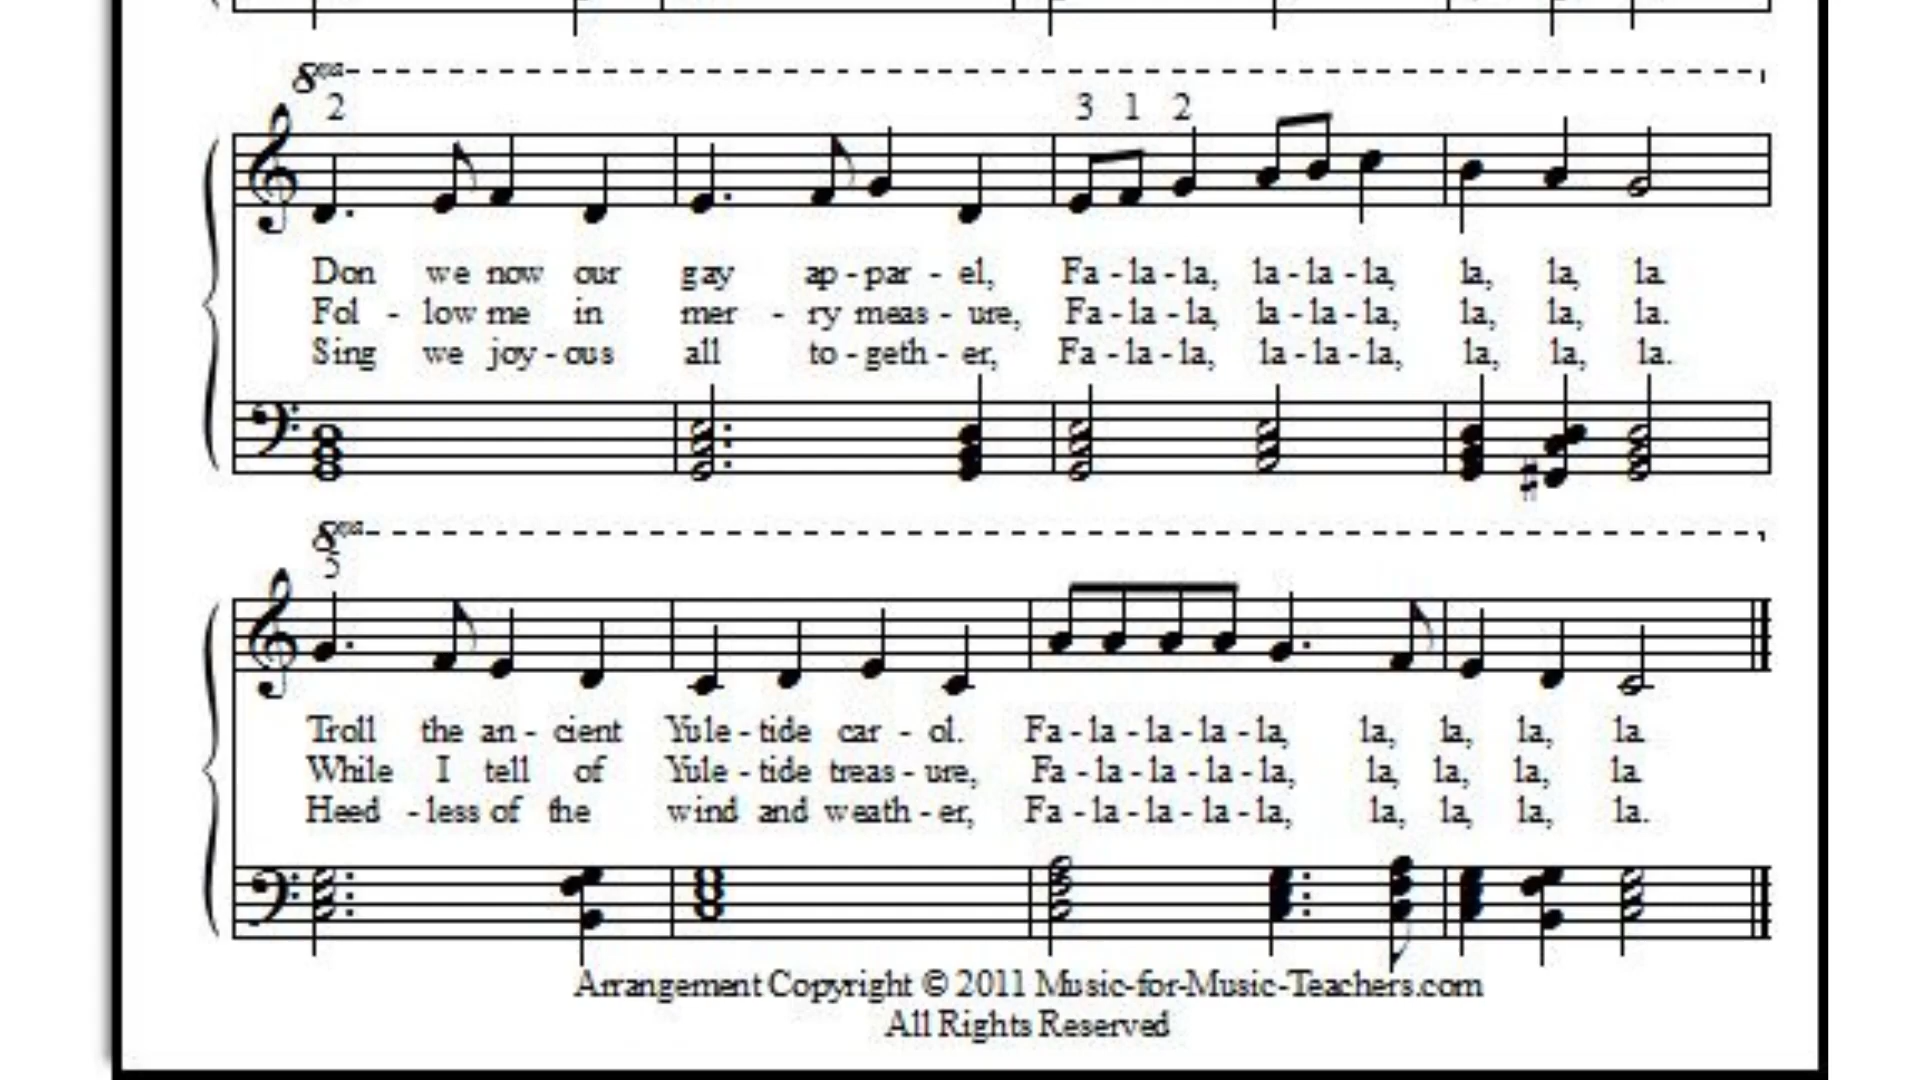 8va
2 3 1 2
Don we now our gay ap - par - el, Fa - la - la, la - la - la, la, la, la.
Fol - low me in mer - ry meas - ure, Fa - la - la, la - la - la, la, la, la.
Sing we joy - ous all to - geth - er, Fa - la - la, la - la - la, la, la, la.
8va
5
Troll the an - cient Yule - tide car - ol. Fa - la - la - la - la, la, la, la, la.
While I tell of Yule - tide treas - ure, Fa - la - la - la - la, la, la, la, la.
Heed - less of the wind and weath - er, Fa - la - la - la - la, la, la, la, la.
Arrangement Copyright © 2011 Music-for-Music-Teachers.com
All Rights Reserved